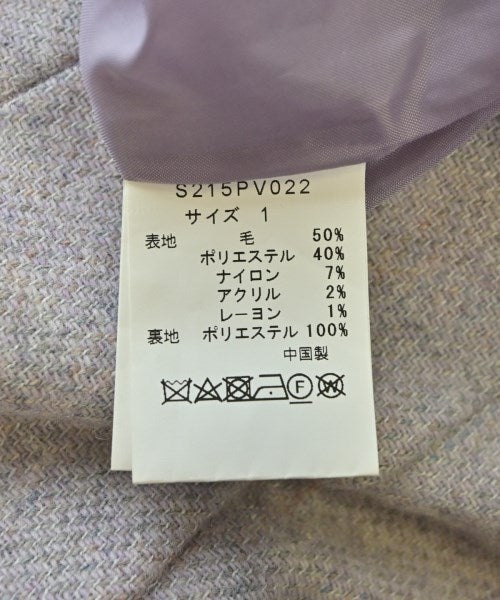 S215PV022
サイズ 1
表地 毛 50%
ポリエステル 40%
ナイロン 7%
アクリル 2%
レーヨン 1%
裏地 ポリエステル 100%
中国製
F W